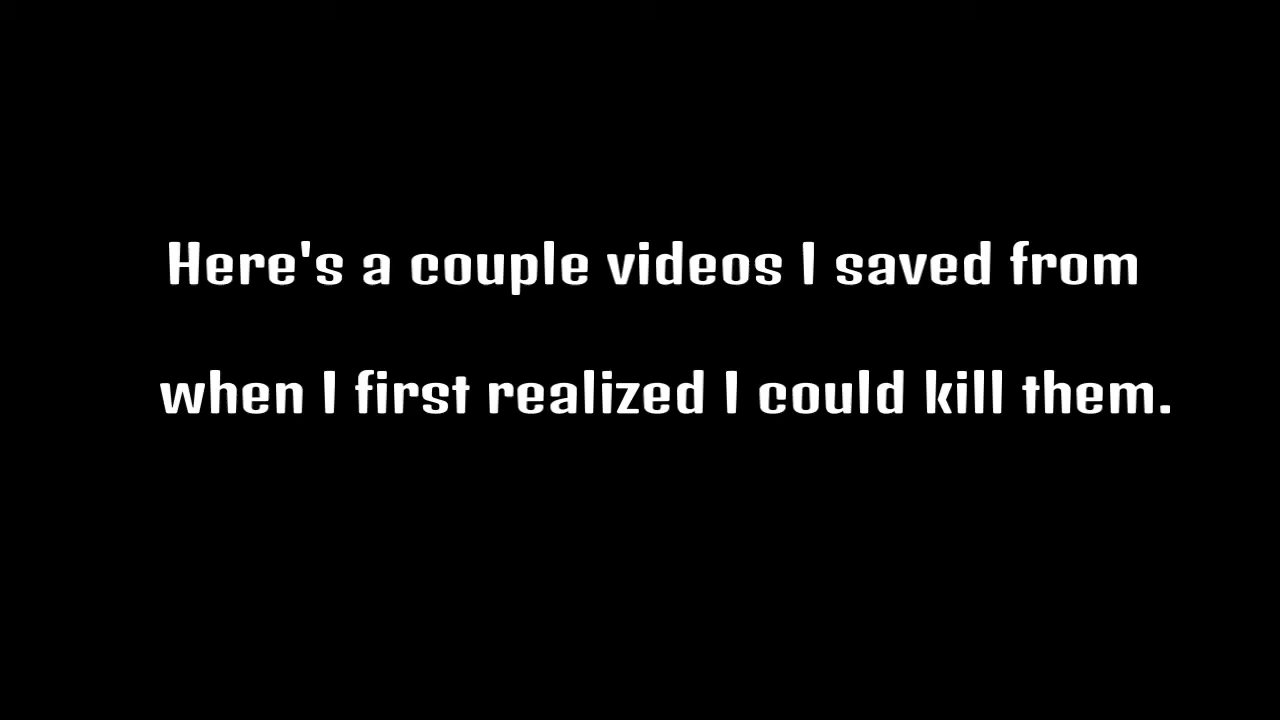 Here's a couple videos I saved from
when I first realized I could kill them.